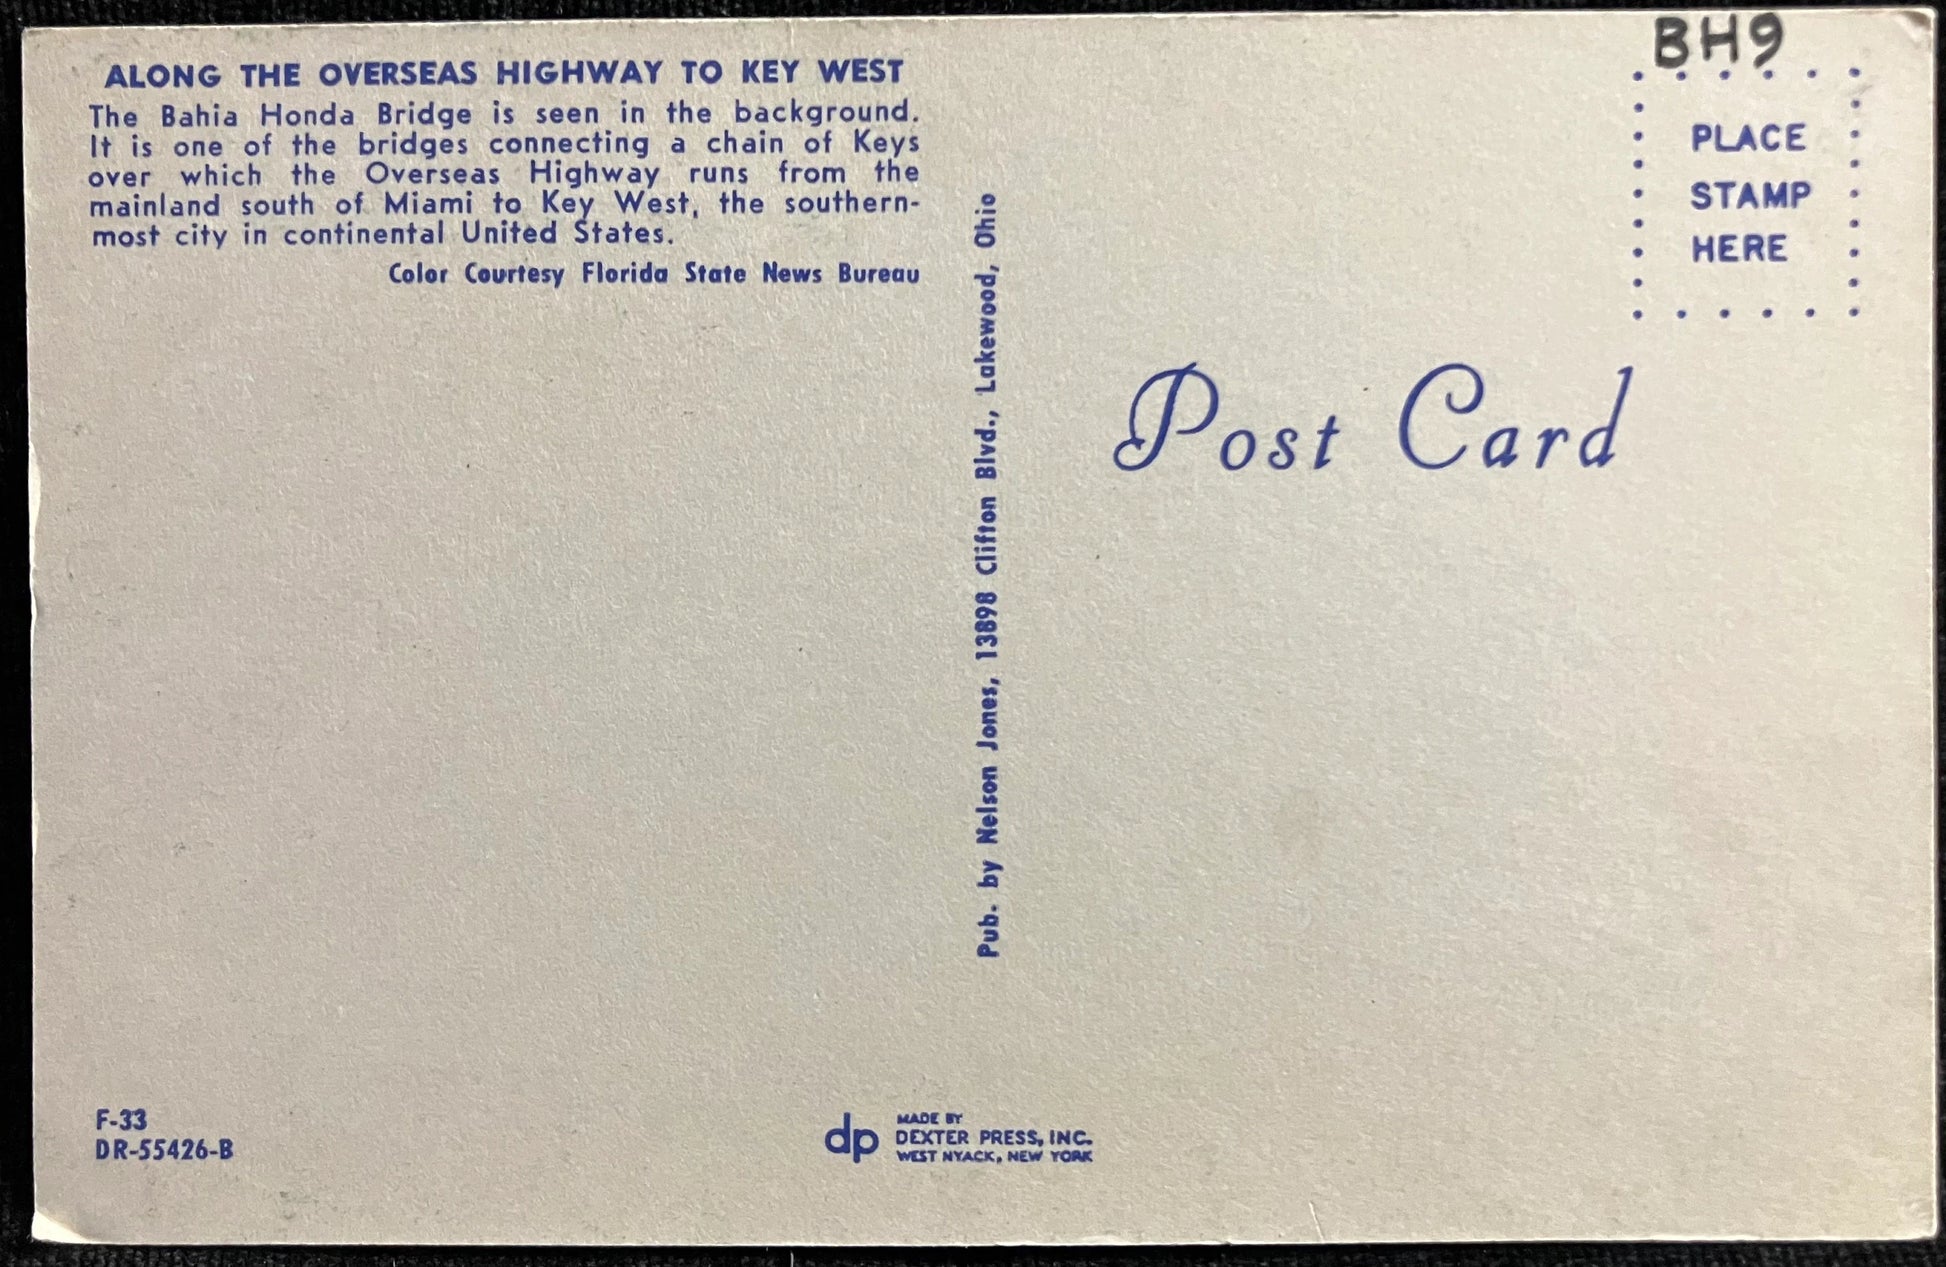 ALONG THE OVERSEAS HIGHWAY TO KEY WEST
The Bahia Honda Bridge is seen in the background.
It is one of the bridges connecting a chain of Keys
over which the Overseas Highway runs from the
mainland south of Miami to Key West, the southern-
most city in continental United States.
Color Courtesy Florida State News Bureau
F-33
DR-55426-B
Pub. by Nelson Jones, 13898 Clifton Blvd., Lakewood, Ohio
dp
MADE BY
DEXTER PRESS, INC.
WEST NYACK, NEW YORK
BH9
PLACE
STAMP
HERE
Post Card